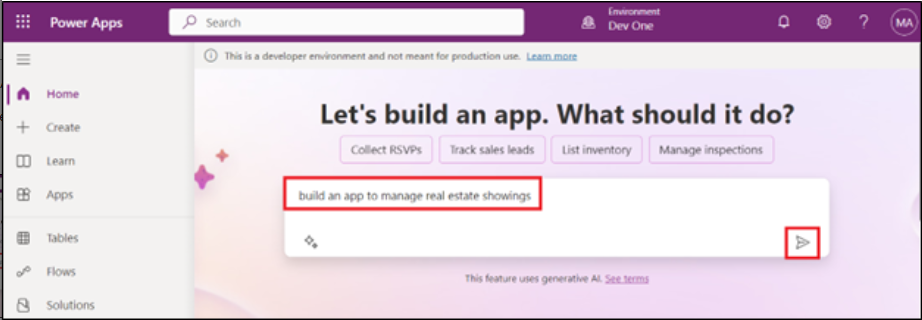 Power Apps
Search
Environment
Dev One
MA
This is a developer environment and not meant for production use. Learn more
Home
Create
Learn
Apps
Tables
Flows
Solutions
Let's build an app. What should it do?
Collect RSVPs
Track sales leads
List inventory
Manage inspections
build an app to manage real estate showings
This feature uses generative AI. See terms